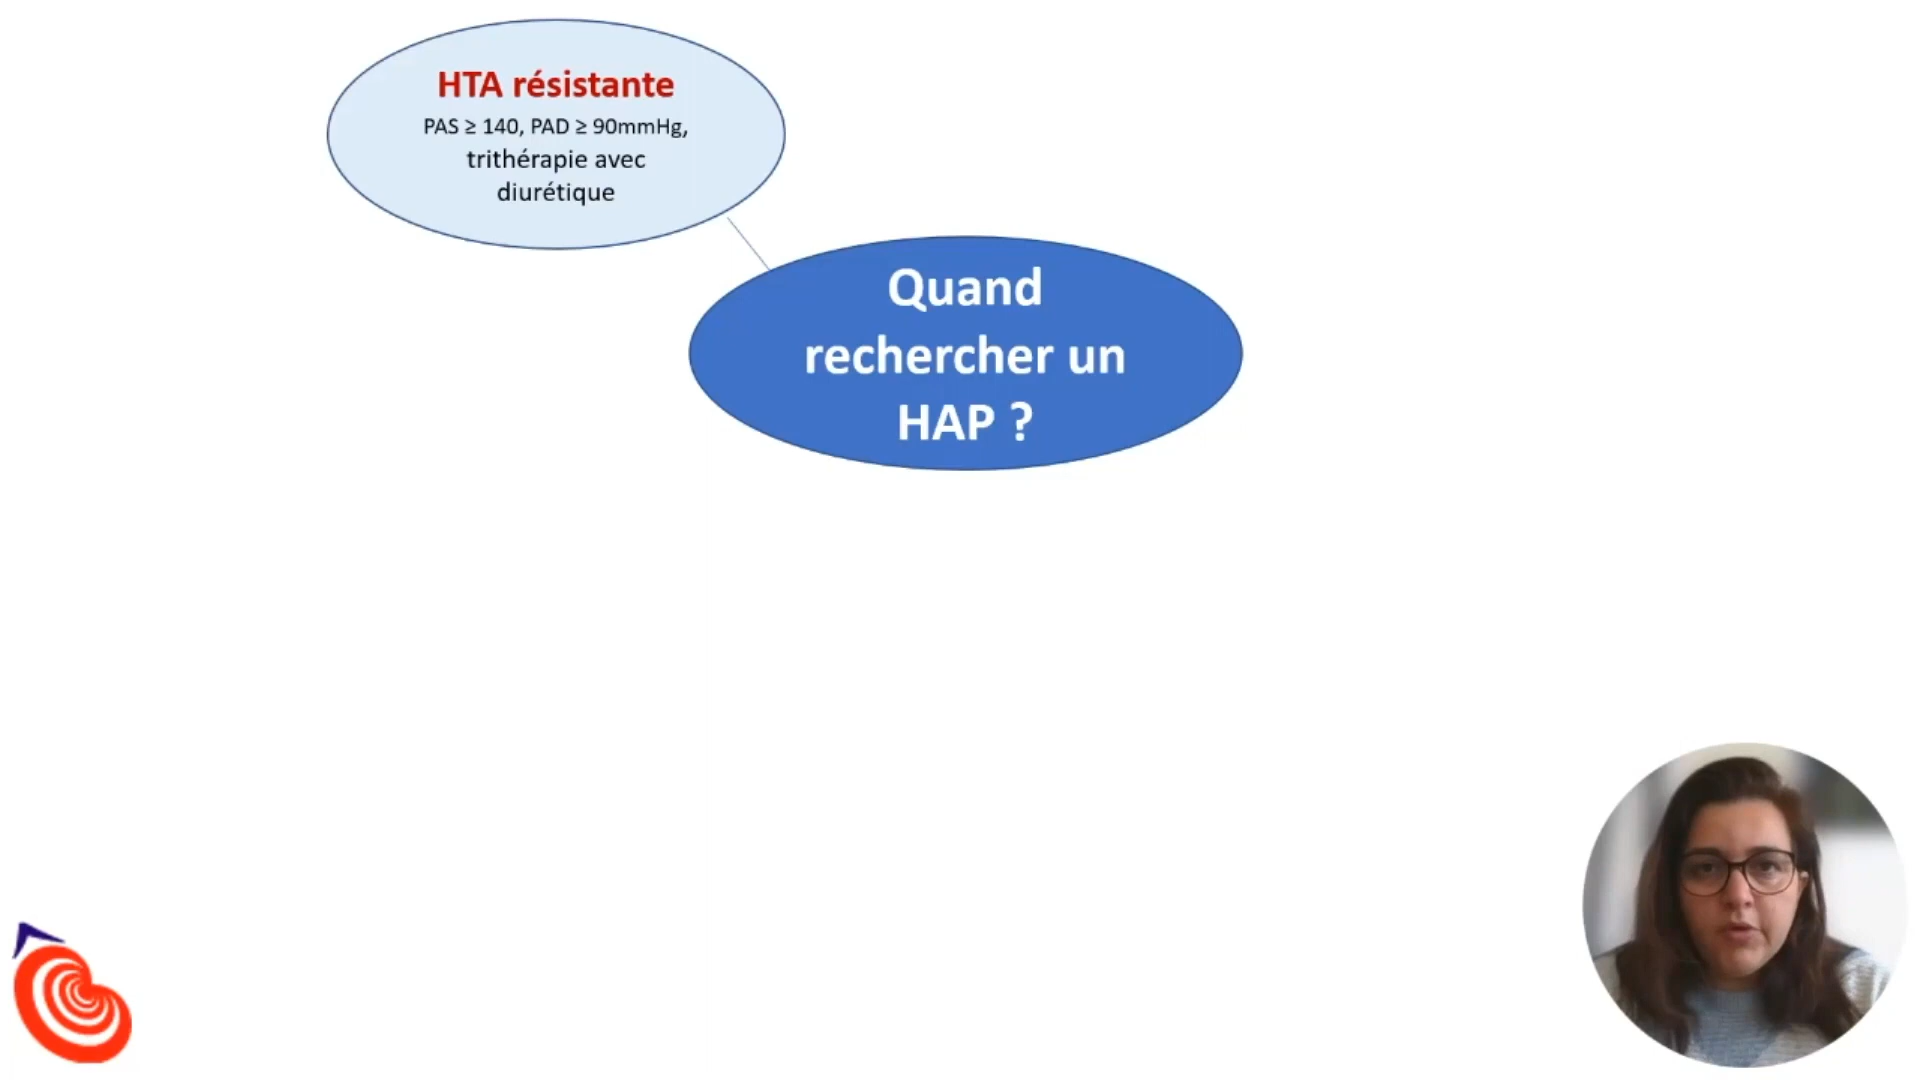 HTA résistante
PAS ≥ 140, PAD ≥ 90mmHg,
trithérapie avec
diurétique
Quand
rechercher un
HAP ?